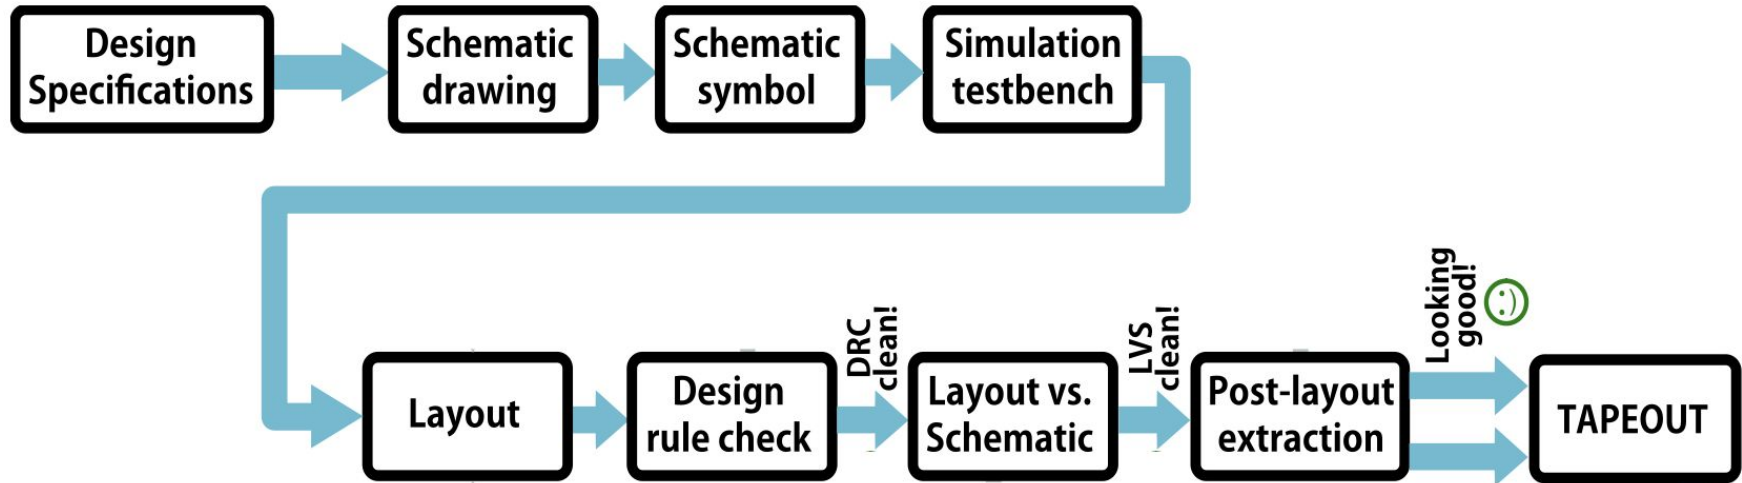 Design
Specifications
Schematic
drawing
Schematic
symbol
Simulation
testbench
Layout
Design
rule check
DRC
clean!
Layout vs.
Schematic
LVS
clean!
Post-layout
extraction
Looking
good!
:)
TAPEOUT